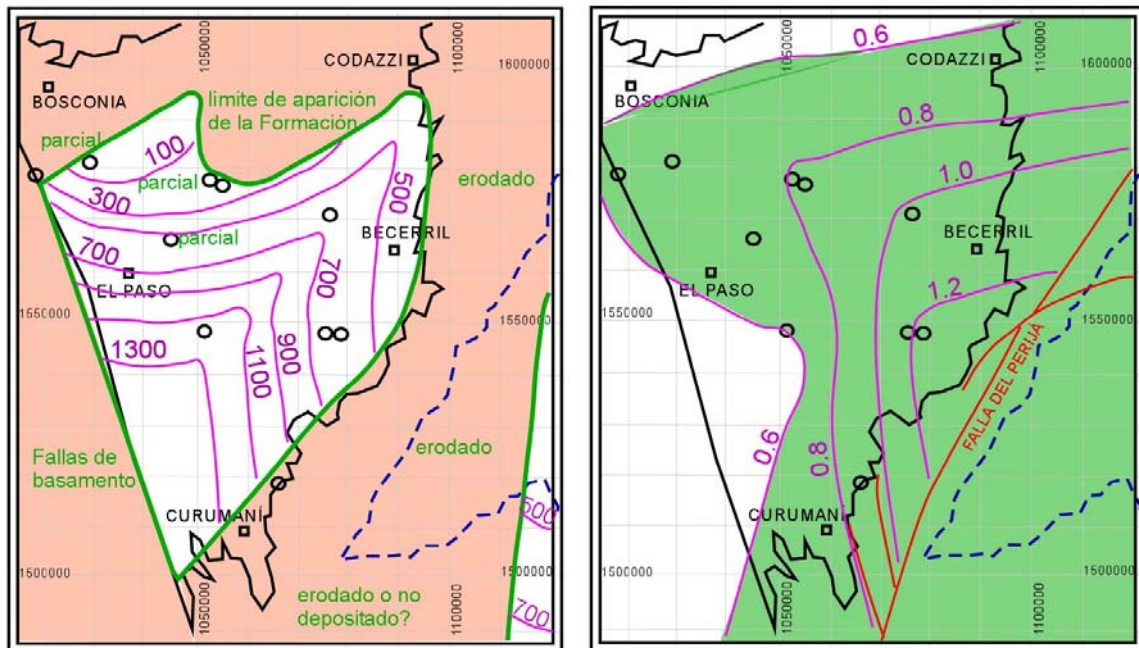 1050000
CODAZZI
1100000
1600000
BOSCONIA
limite de aparición
de la Formación
parcial
100
parcial
erodado
300
500
parcial
BECERRIL
700
700
EL PASO
1550000
1550000
900
1300
1100
Fallas de
basamento
erodado
CURUMANÍ
500
1500000
1050000
erodado o no
depositado?
1100000
700
0.6
1050000
CODAZZI
1100000
1600000
BOSCONIA
0.8
1.0
BECERRIL
EL PASO
1.2
1550000
1550000
FALLA DEL PERIJÁ
0.6
0.8
CURUMANÍ
1500000
1500000
1050000
1100000